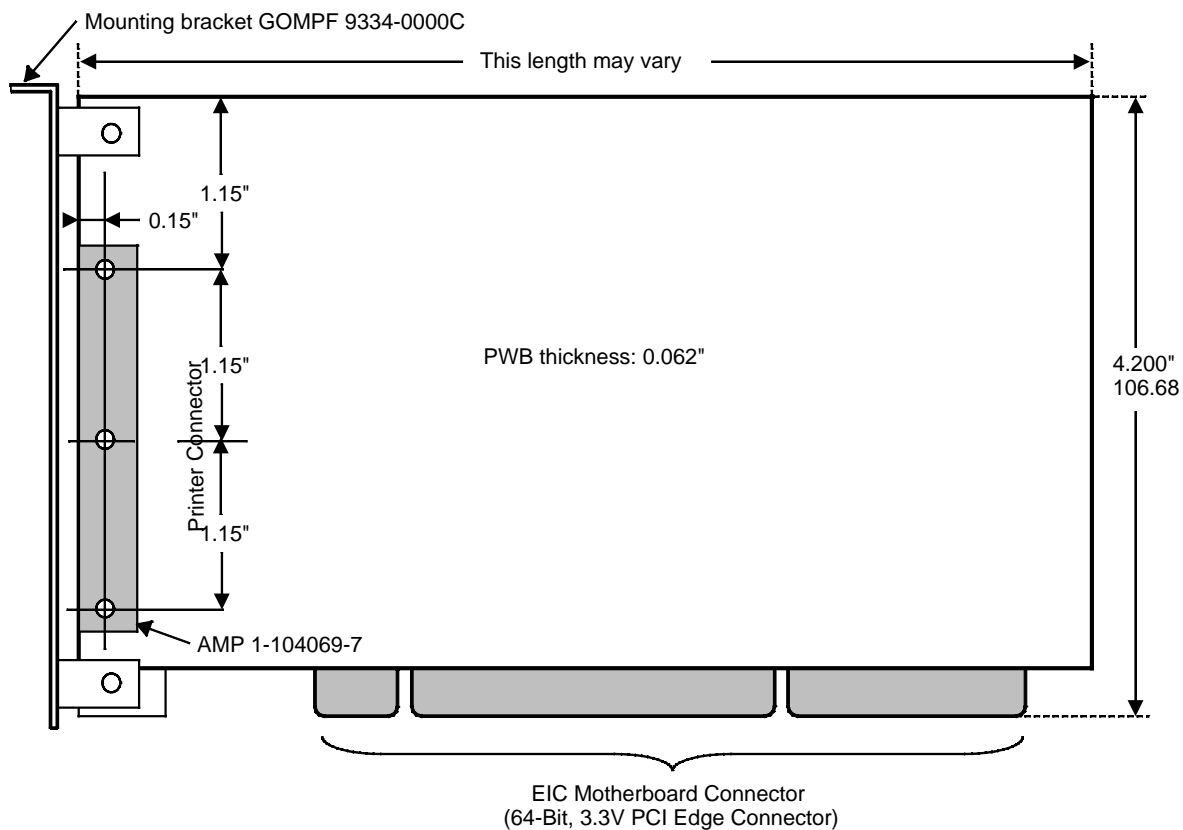 Mounting bracket GOMPF 9334-0000C
This length may vary
1.15"
0.15"
1.15"
Printer Connector
PWB thickness: 0.062"
4.200"
106.68
1.15"
AMP 1-104069-7
EIC Motherboard Connector
(64-Bit, 3.3V PCI Edge Connector)